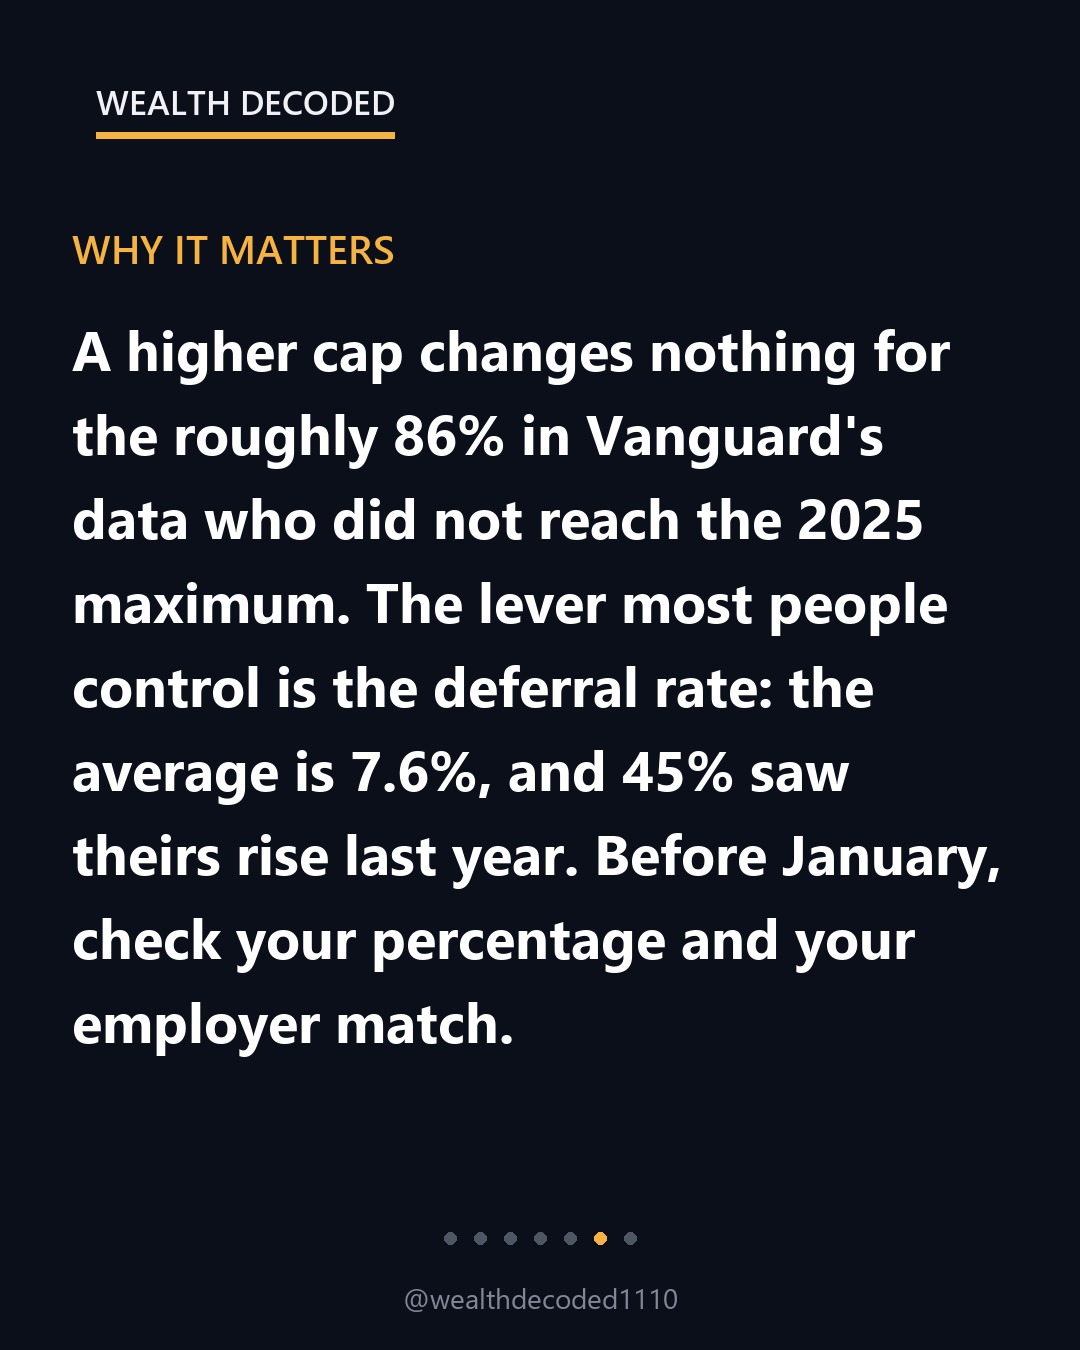 WEALTH DECODED
WHY IT MATTERS
A higher cap changes nothing for
the roughly 86% in Vanguard's
data who did not reach the 2025
maximum. The lever most people
control is the deferral rate: the
average is 7.6%, and 45% saw
theirs rise last year. Before January,
check your percentage and your
employer match.
@wealthdecoded1110